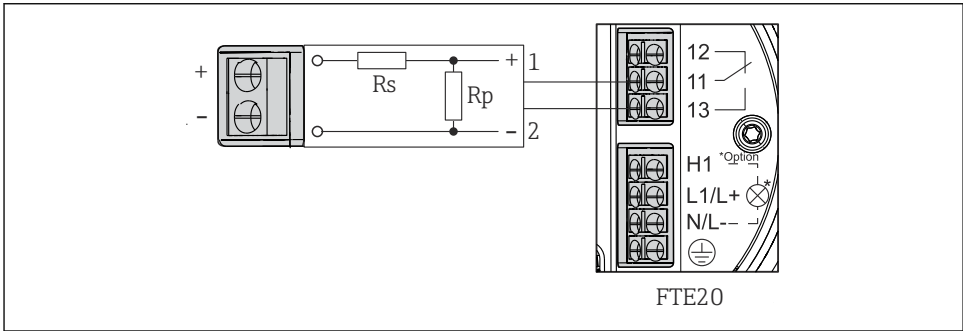 + Rs + 1
- Rp - 2
12
11
13
*Option
H1
L1/L+ *
N/L-
FTE20